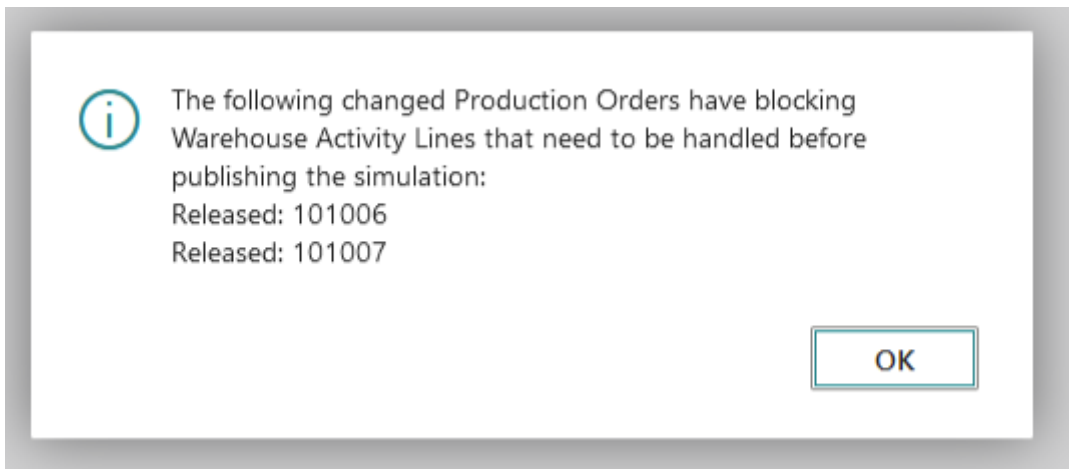 The following changed Production Orders have blocking
Warehouse Activity Lines that need to be handled before
publishing the simulation:
Released: 101006
Released: 101007
OK